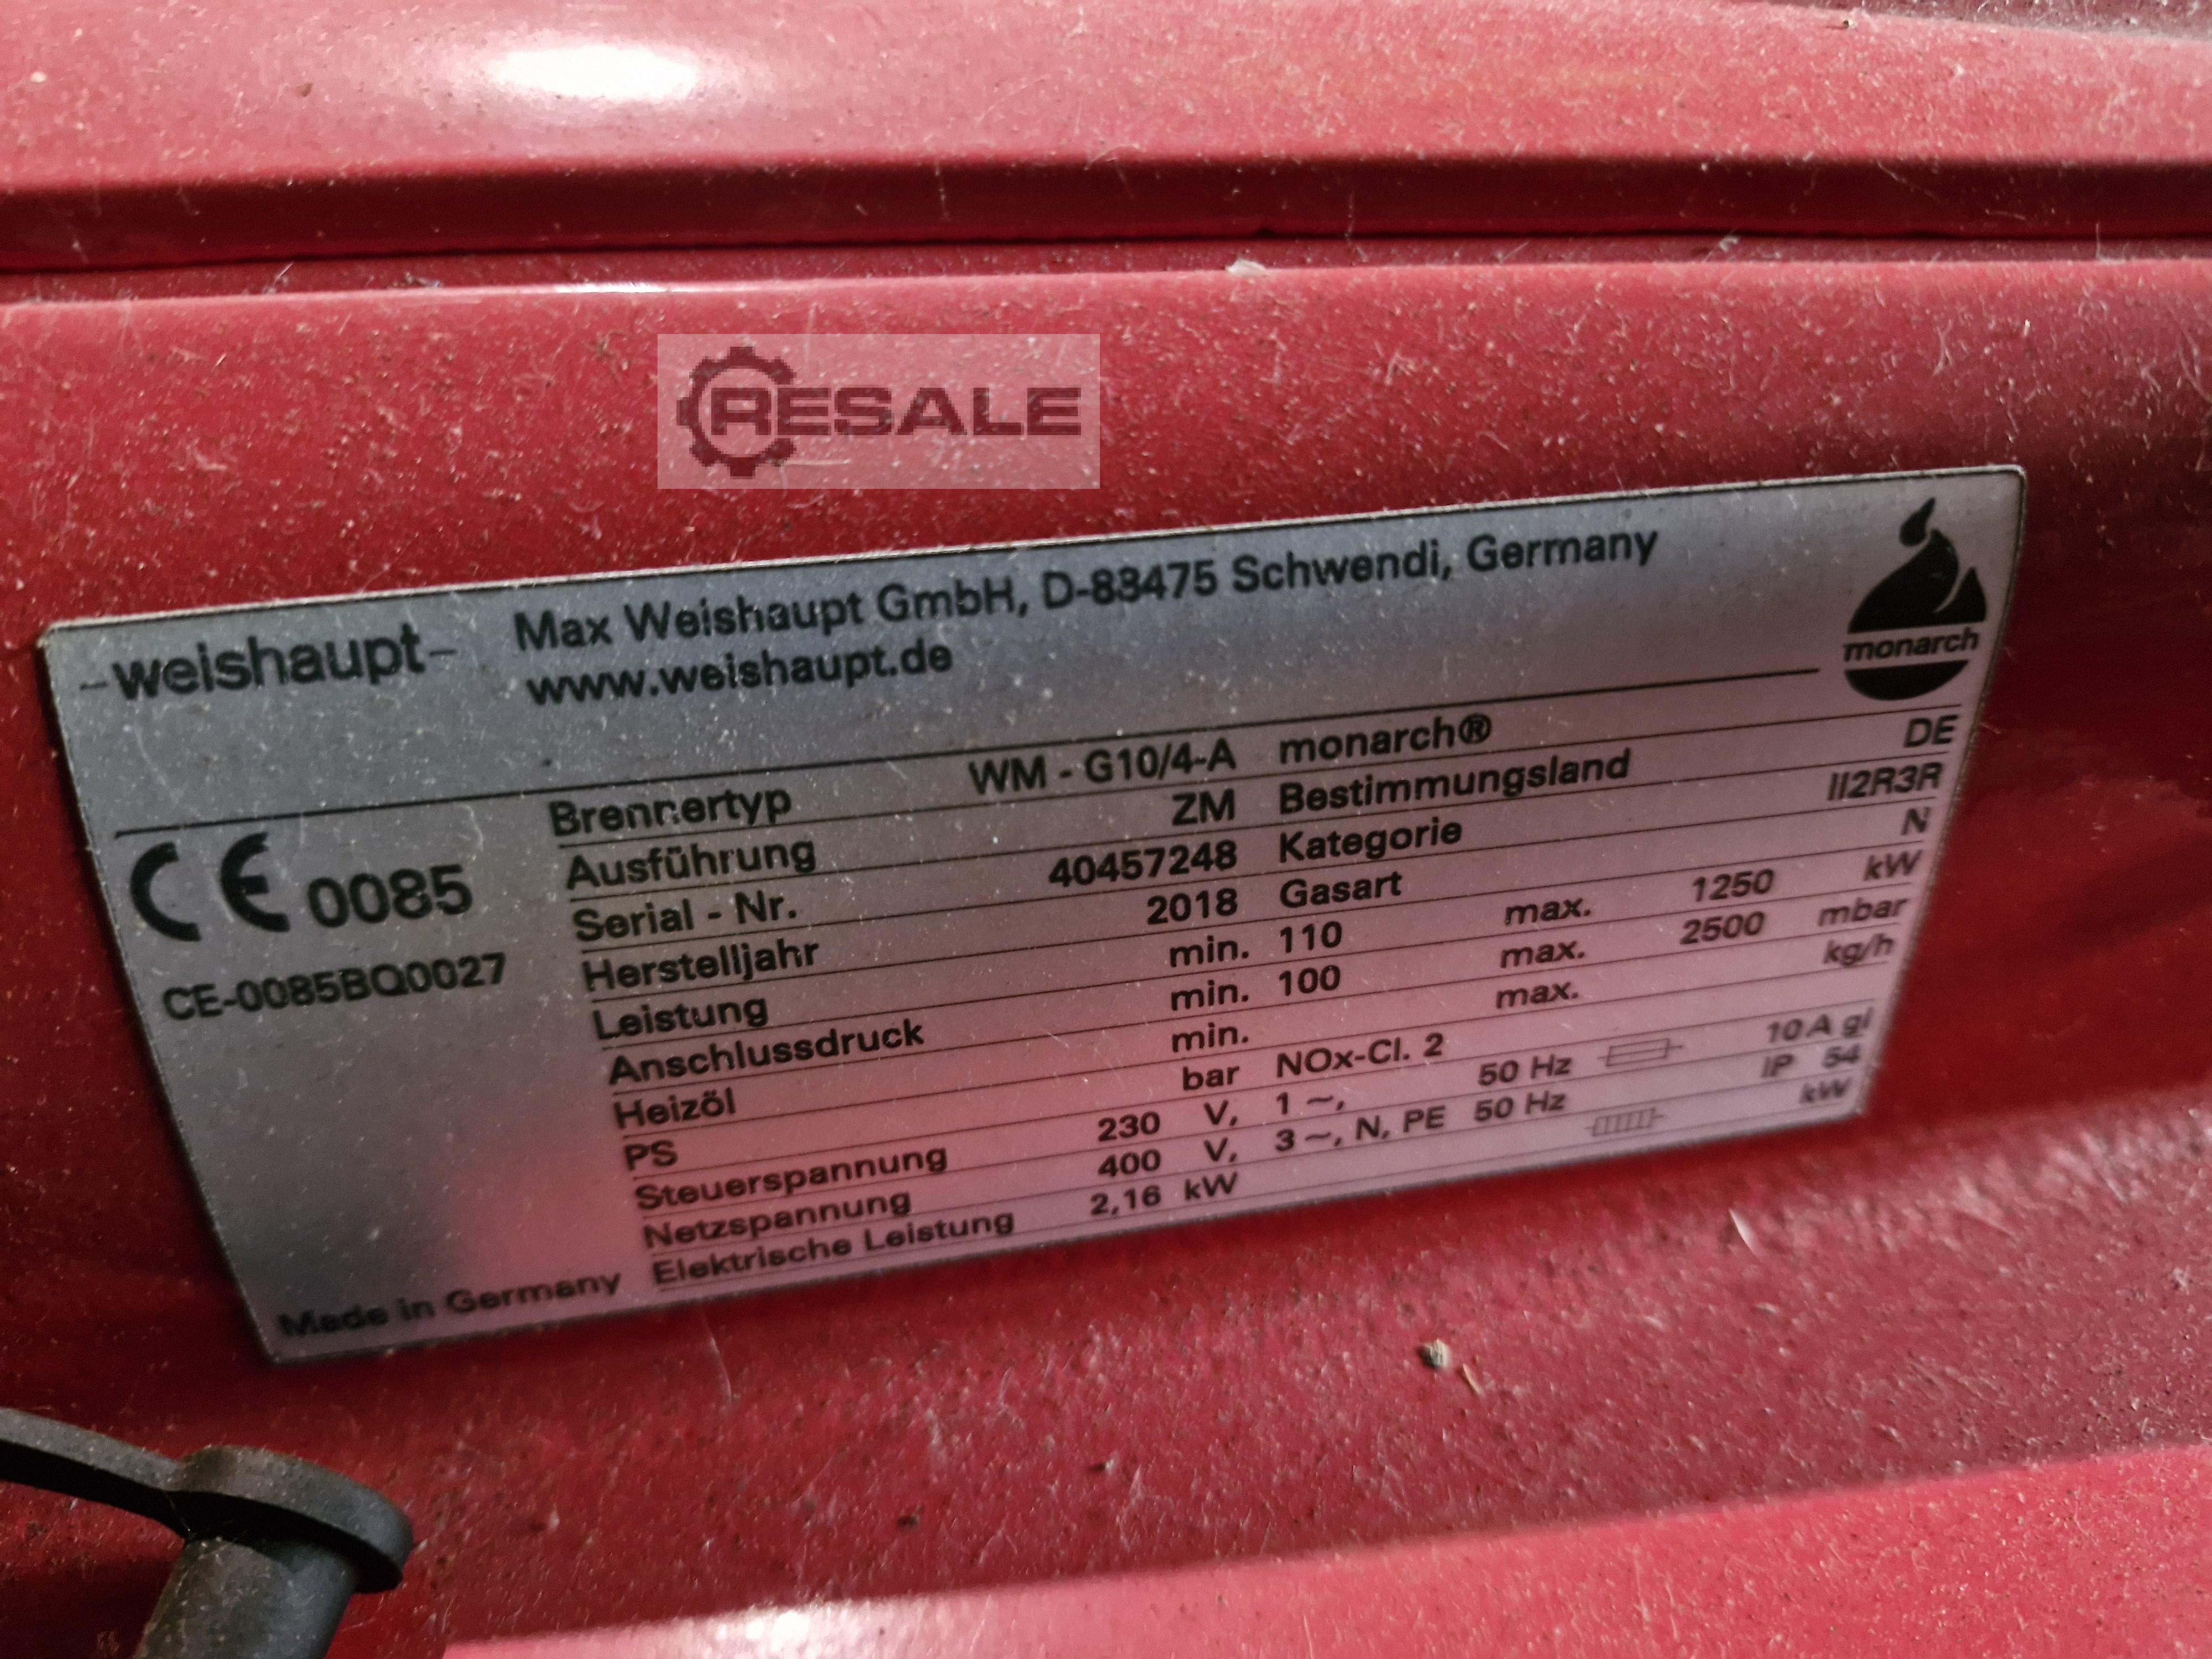 RESALE
-weishaupt- Max Weishaupt GmbH, D-88475 Schwendi, Germany
www.weishaupt.de
monarch
Brennertyp WM - G10/4-A monarch®
Ausführung ZM Bestimmungsland DE
Serial - Nr. 40457248 Kategorie II2R3R
Herstelljahr 2018 Gasart N
Leistung min. 110 max. 1250 kW
Anschlussdruck min. 100 max. 2500 mbar
Heizöl min. max. kg/h
PS bar NOx-Cl. 2
Steuerspannung 230 V, 1 ~, 50 Hz 10 A gl
Netzspannung 400 V, 3 ~, N, PE 50 Hz IP 54
Elektrische Leistung 2,16 kW kW
CE 0085
CE-0085BQ0027
Made in Germany